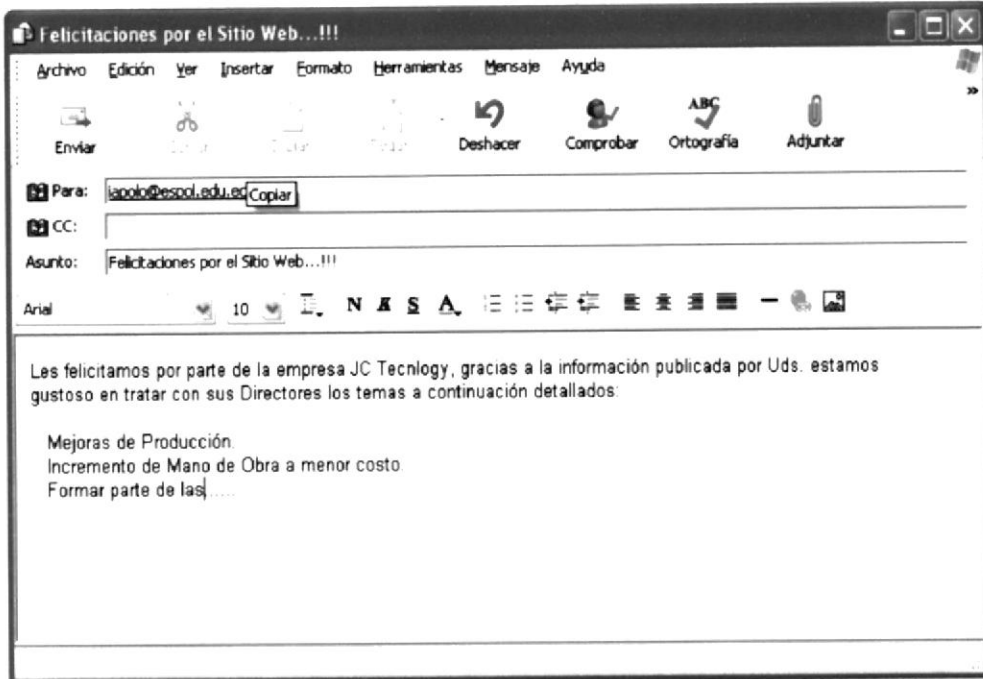 Felicitaciones por el Sitio Web...!!!
Archivo Edición Ver Insertar Formato Herramientas Mensaje Ayuda
»
Enviar Deshacer Comprobar Ortografía Adjuntar
ABC
Para: japolo@espol.edu.ec Copiar
CC:
Asunto: Felicitaciones por el Sitio Web...!!!
Arial 10 N K S A
Les felicitamos por parte de la empresa JC Tecnlogy, gracias a la información publicada por Uds. estamos
gustoso en tratar con sus Directores los temas a continuación detallados:
Mejoras de Producción.
Incremento de Mano de Obra a menor costo.
Formar parte de las......